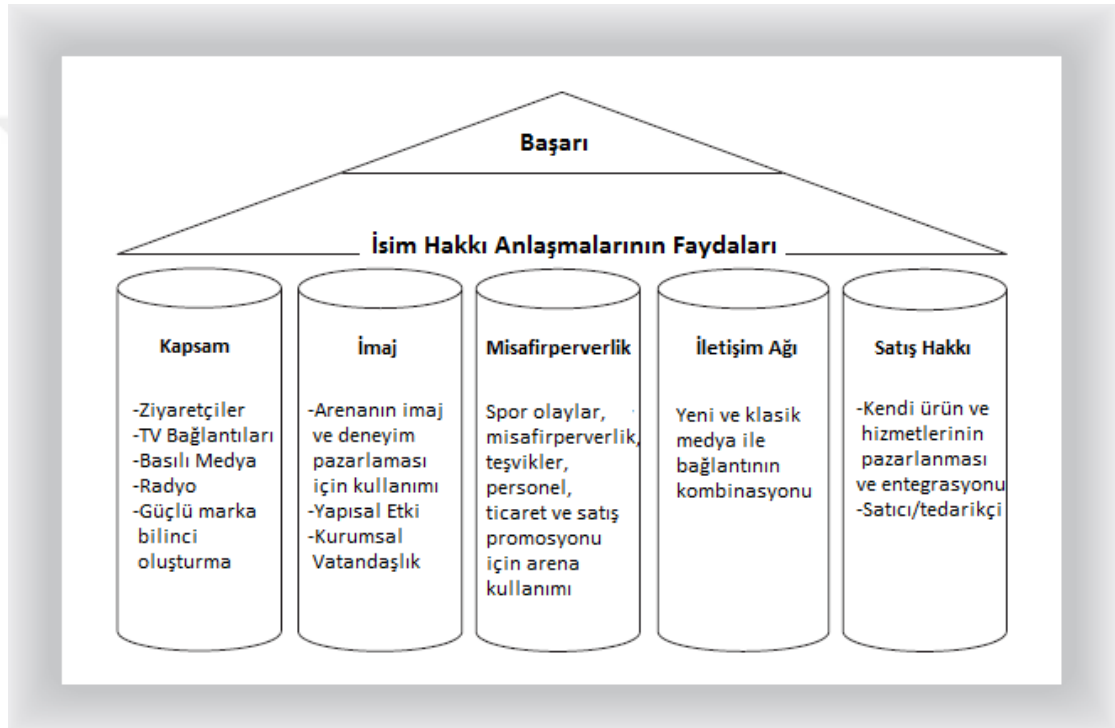 Başarı
İsim Hakkı Anlaşmalarının Faydaları
Kapsam
-Ziyaretçiler
-TV Bağlantıları
-Basılı Medya
-Radyo
-Güçlü marka
bilinci
oluşturma
İmaj
-Arenanın imaj
ve deneyim
pazarlaması
için kullanımı
-Yapısal Etki
-Kurumsal
Vatandaşlık
Misafirperverlik
Spor olaylar,
misafirperverlik,
teşvikler,
personel,
ticaret ve satış
promosyonu
için arena
kullanımı
İletişim Ağı
Yeni ve klasik
medya ile
bağlantının
kombinasyonu
Satış Hakkı
-Kendi ürün ve
hizmetlerinin
pazarlanması
ve entegrasyonu
-Satıcı/tedarikçi